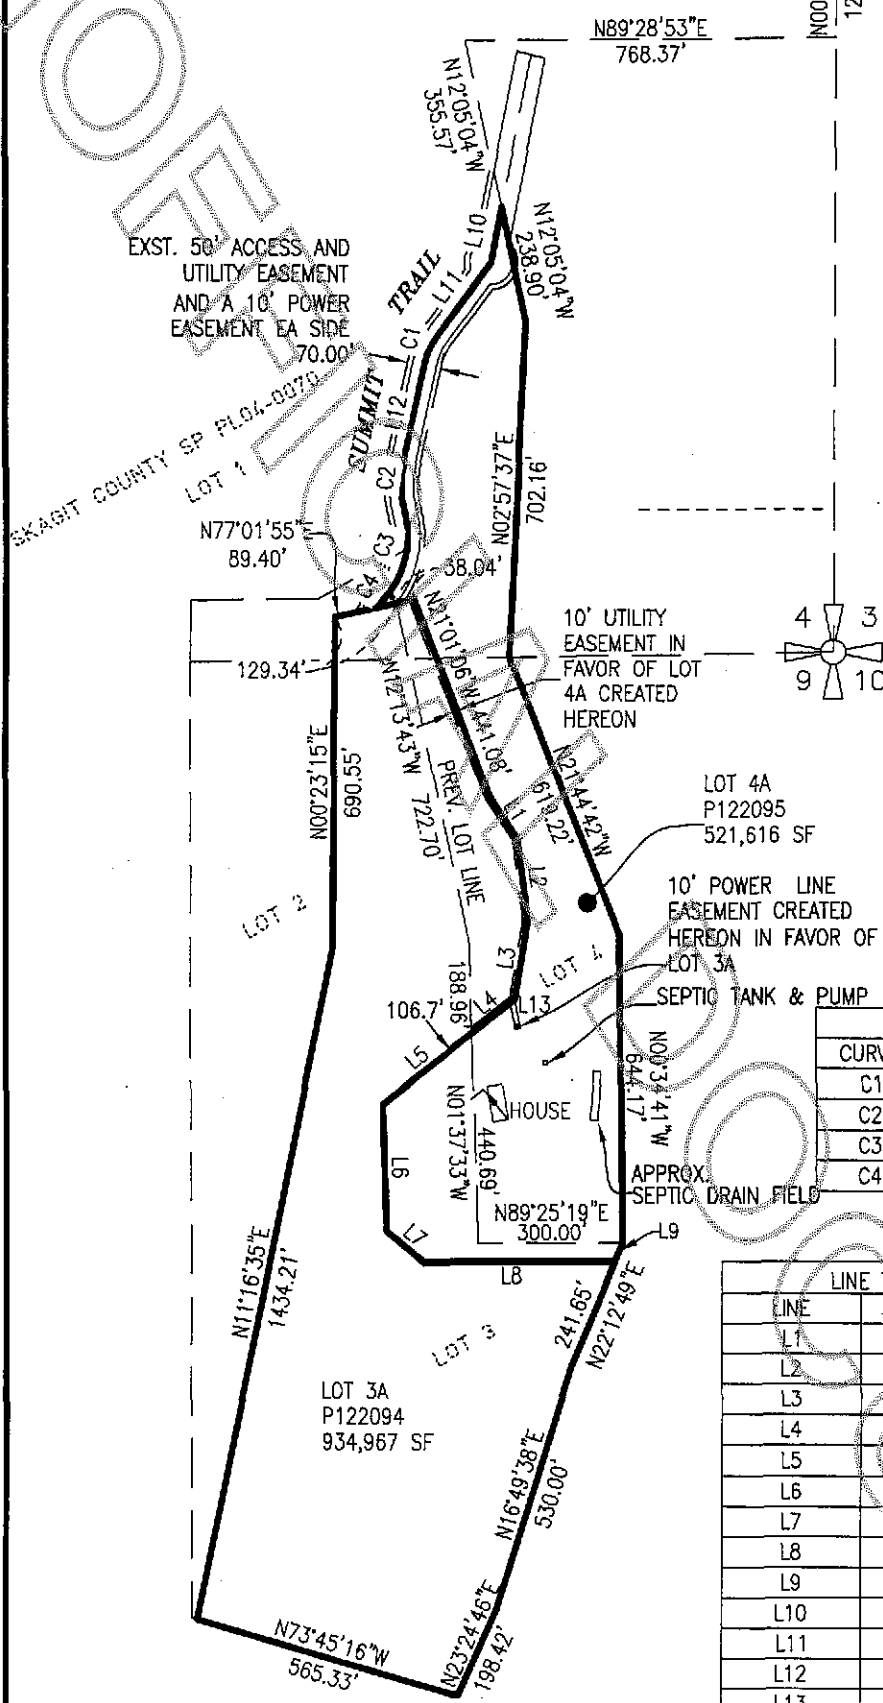 N89°28'53"E
768.37'
N00
12
N12°05'04"W
355.57'
N12°05'04"W
238.90'
EXST. 50' ACCESS AND
UTILITY EASEMENT
AND A 10' POWER
EASEMENT EA SIDE
70.00'
SUMMIT TRAIL
L10
L11
C1
L12
C2
C3
C4
SKAGIT COUNTY SP PL04-0070
LOT 1
N77°01'55"E
89.40'
N02°57'37"E
702.16'
38.04'
129.34'
10' UTILITY
EASEMENT IN
FAVOR OF LOT
4A CREATED
HEREON
4 3
9 10
N21°01'06"W 441.08'
N12°13'43"W 722.70'
PREV. LOT LINE
N00°23'15"E
690.55'
N21°44'42"W
619.22'
LOT 4A
P122095
521,616 SF
L1
L2
L3
L4
L5
L6
L7
L8
L9
L13
LOT 2
LOT 4
10' POWER LINE
EASEMENT CREATED
HEREON IN FAVOR OF
LOT 3A
SEPTIC TANK & PUMP
188.96'
106.7'
N00°34'41"W
644.17'
HOUSE
N01°37'33"W
440.69'
APPROX.
SEPTIC DRAIN FIELD
N89°25'19"E
300.00'
CURV
C1
C2
C3
C4
N11°16'35"E
1434.21'
241.65'
N22°12'49"E
LOT 3
LOT 3A
P122094
934,967 SF
N16°49'38"E
530.00'
N23°24'46"E
198.42'
N73°45'16"W
565.33'
LINE
LINE
L1
L2
L3
L4
L5
L6
L7
L8
L9
L10
L11
L12
L13